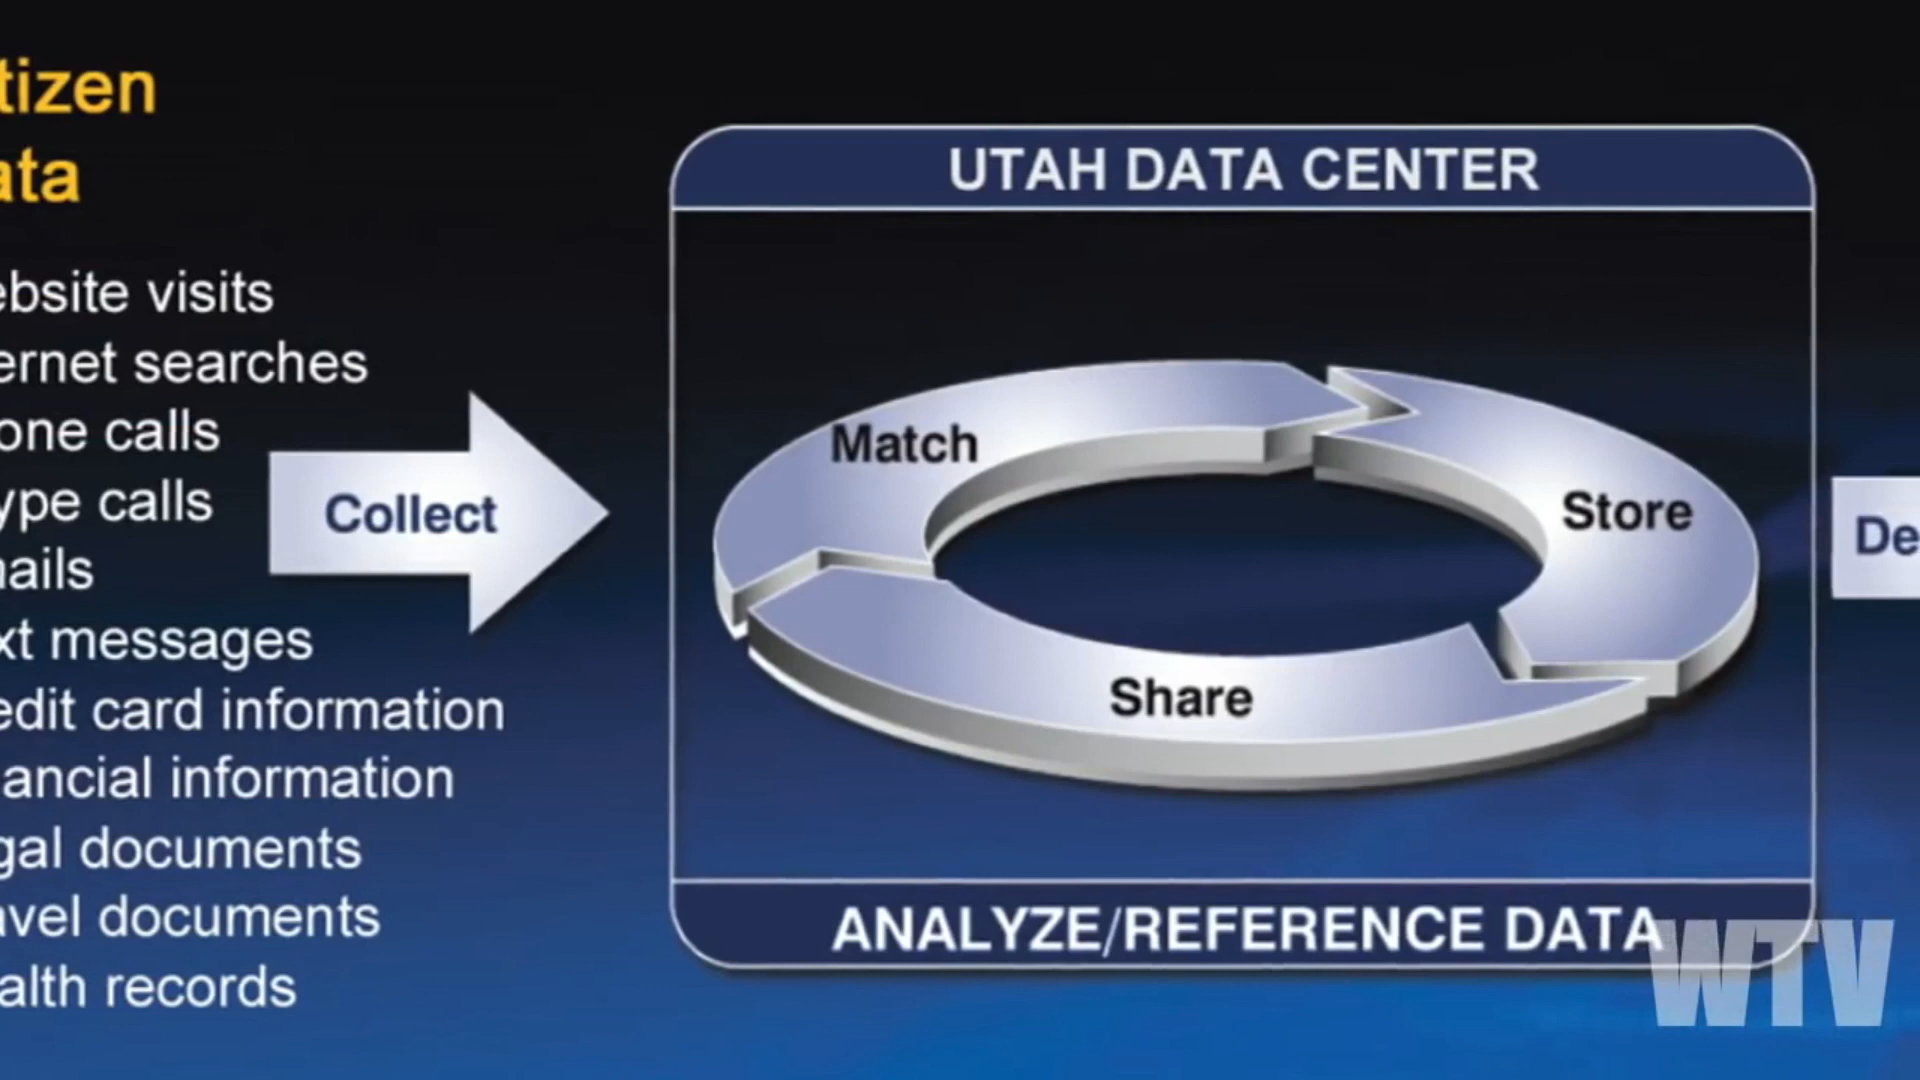 tizen
ata
ebsite visits
ernet searches
one calls
ype calls
ails
xt messages
edit card information
ancial information
gal documents
avel documents
alth records
Collect
UTAH DATA CENTER
Match
Store
Share
ANALYZE/REFERENCE DATA
De
WTV